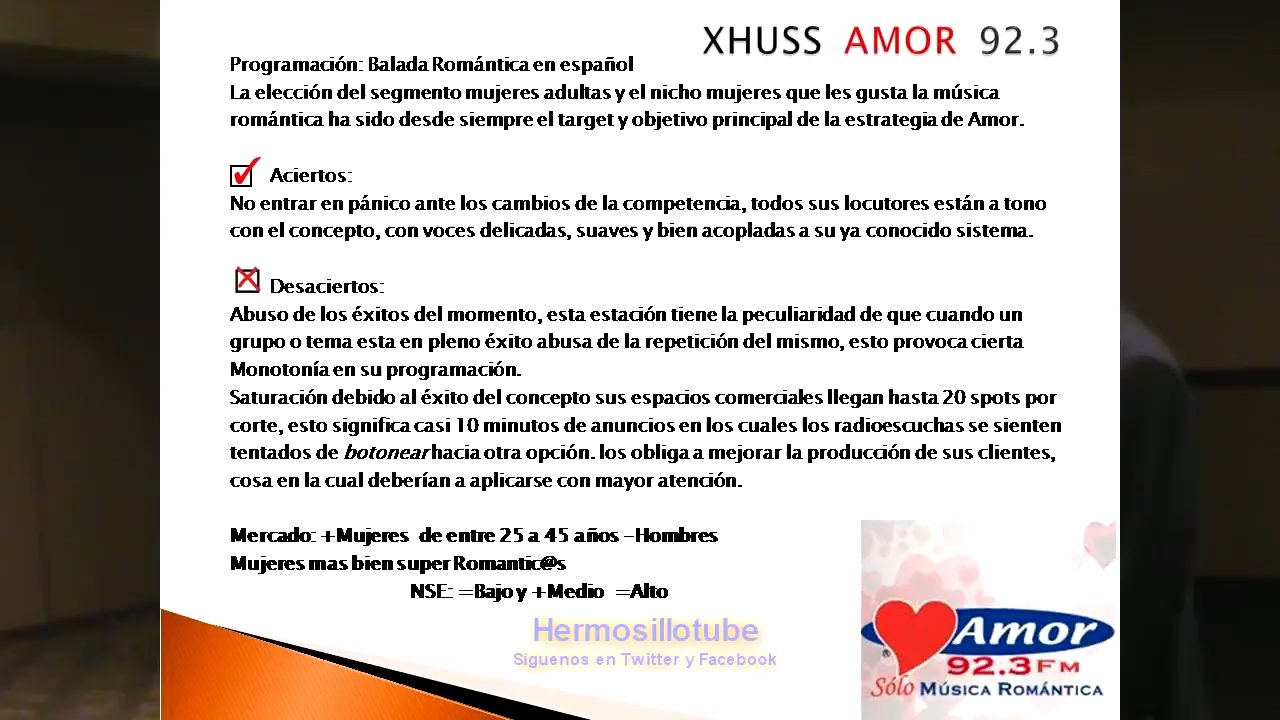 XHUSS AMOR 92.3
Programación: Balada Romántica en español
La elección del segmento mujeres adultas y el nicho mujeres que les gusta la música
romántica ha sido desde siempre el target y objetivo principal de la estrategia de Amor.
Aciertos:
No entrar en pánico ante los cambios de la competencia, todos sus locutores están a tono
con el concepto, con voces delicadas, suaves y bien acopladas a su ya conocido sistema.
Desaciertos:
Abuso de los éxitos del momento, esta estación tiene la peculiaridad de que cuando un
grupo o tema esta en pleno éxito abusa de la repetición del mismo, esto provoca cierta
Monotonía en su programación.
Saturación debido al éxito del concepto sus espacios comerciales llegan hasta 20 spots por
corte, esto significa casi 10 minutos de anuncios en los cuales los radioescuchas se sienten
tentados de botonear hacia otra opción. los obliga a mejorar la producción de sus clientes,
cosa en la cual deberían a aplicarse con mayor atención.
Mercado: +Mujeres de entre 25 a 45 años –Hombres
Mujeres mas bien super Romantic@s
NSE: =Bajo y +Medio =Alto
Hermosillotube
Síguenos en Twitter y Facebook
Amor
92.3 FM
Sólo Música Romántica